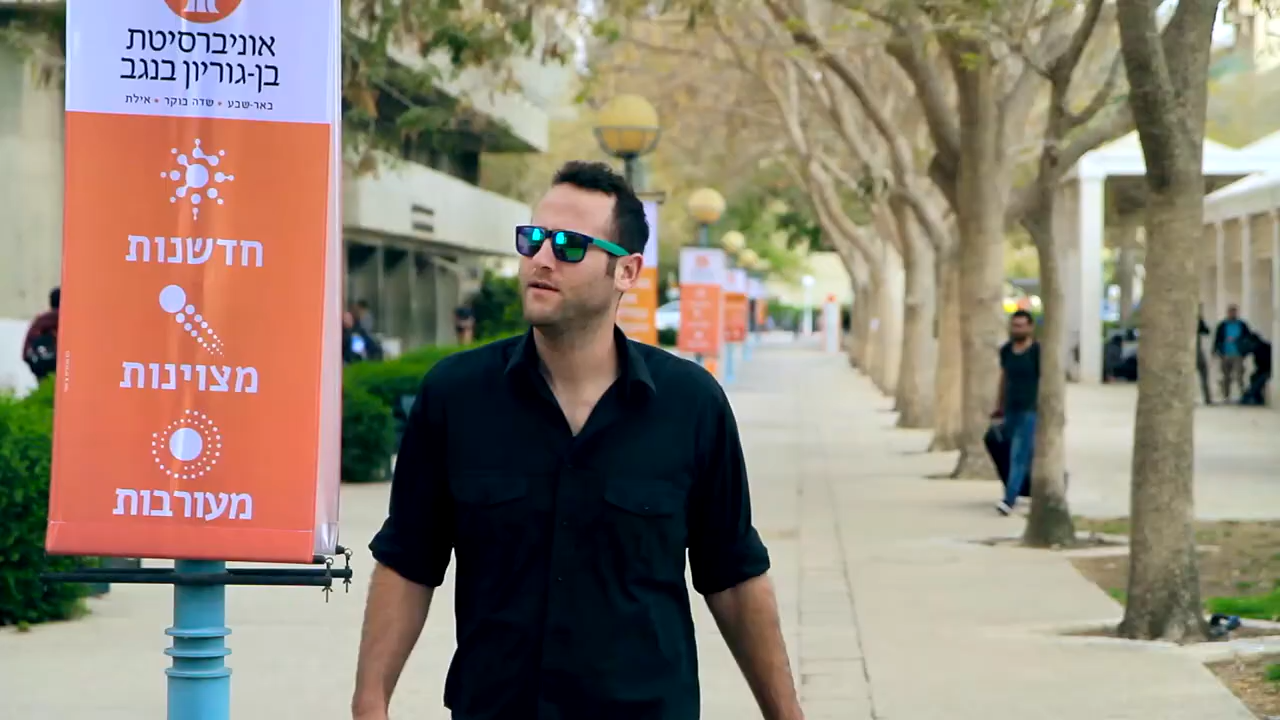 אוניברסיטת
בן-גוריון בנגב
באר-שבע • שדה בוקר • אילת
חדשנות
מצוינות
מעורבות